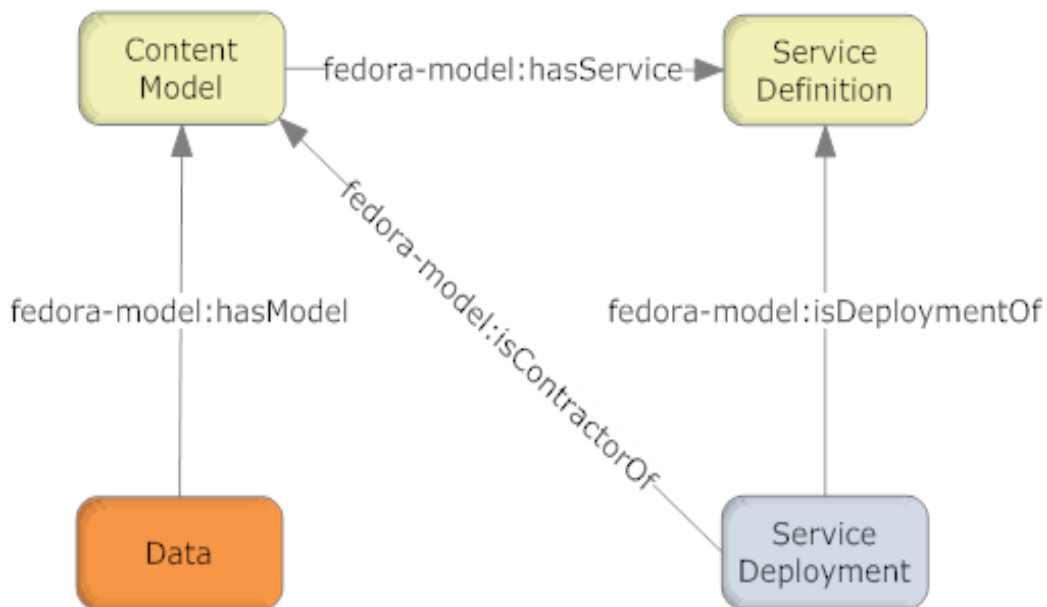 Content
Model
fedora-model:hasService
Service
Definition
fedora-model:hasModel
fedora-model:isContractorOf
fedora-model:isDeploymentOf
Data
Service
Deployment